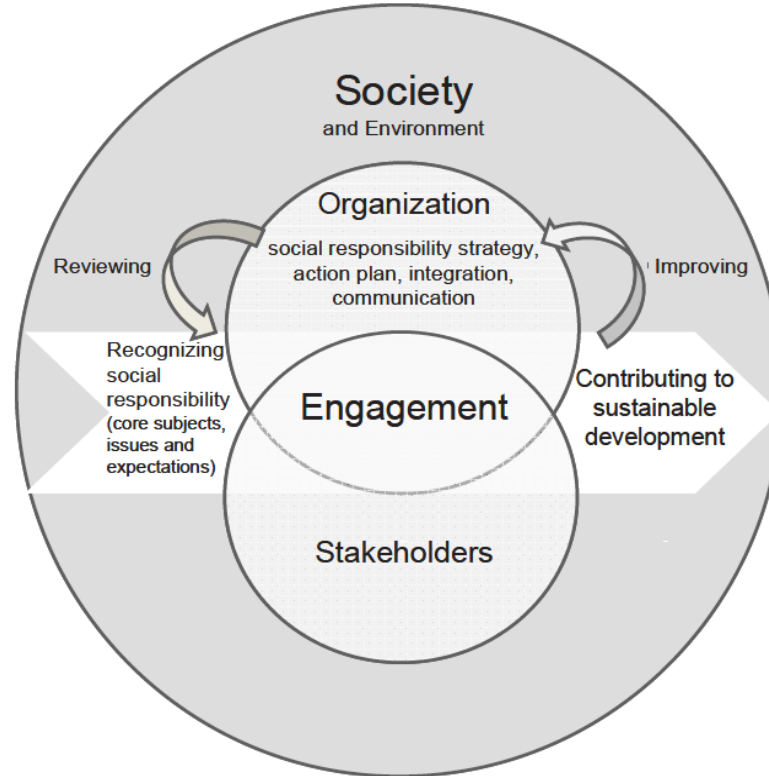 Society
and Environment
Organization
social responsibility strategy,
action plan, integration,
communication
Reviewing
Improving
Recognizing
social
responsibility
(core subjects,
issues and
expectations)
Engagement
Contributing to
sustainable
development
Stakeholders